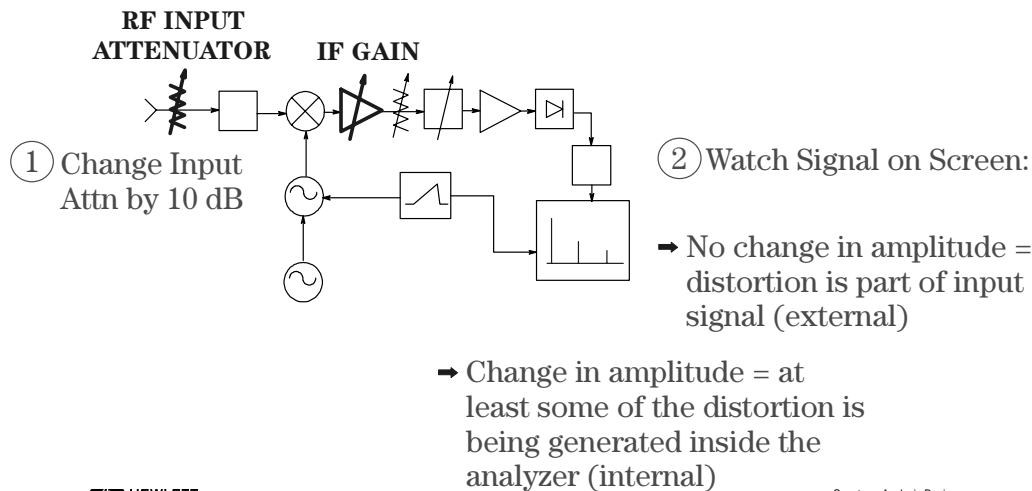 RF INPUT
ATTENUATOR
IF GAIN
1 Change Input
Attn by 10 dB
2 Watch Signal on Screen:
➡ No change in amplitude =
distortion is part of input
signal (external)
➡ Change in amplitude = at
least some of the distortion is
being generated inside the
analyzer (internal)